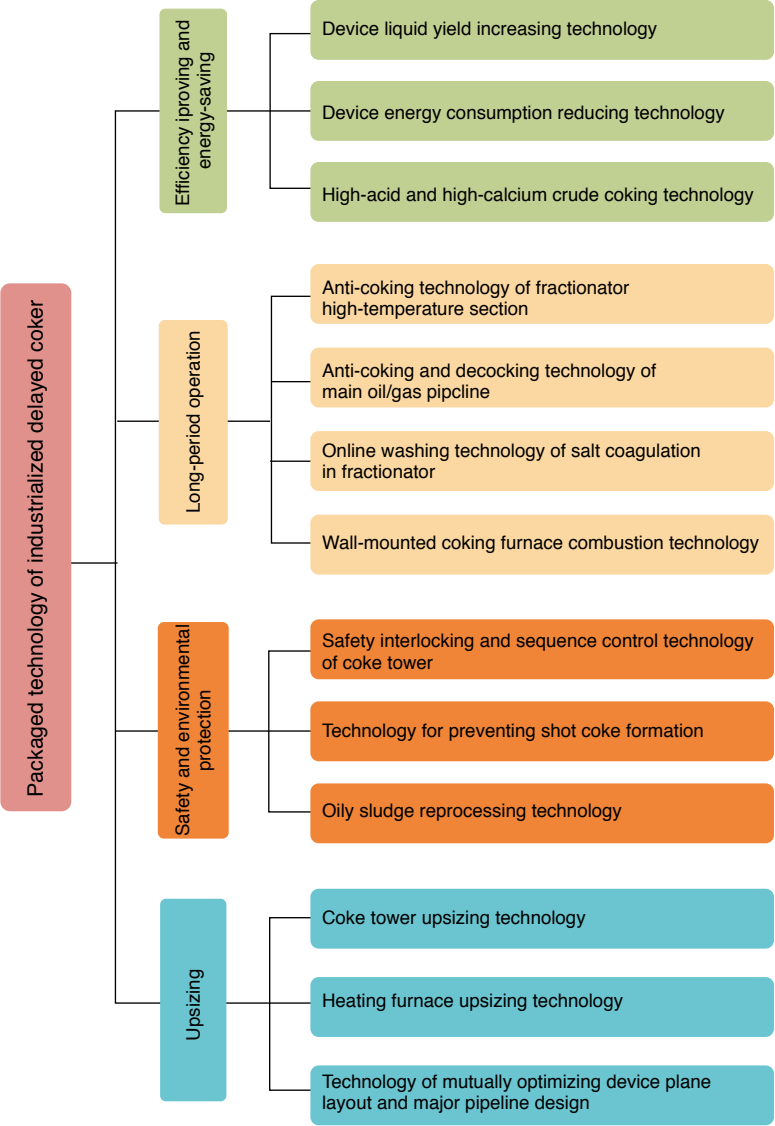 Packaged technology of industrialized delayed coker
Efficiency iproving and
energy-saving
Device liquid yield increasing technology
Device energy consumption reducing technology
High-acid and high-calcium crude coking technology
Long-period operation
Anti-coking technology of fractionator
high-temperature section
Anti-coking and decocking technology of
main oil/gas pipcline
Online washing technology of salt coagulation
in fractionator
Wall-mounted coking furnace combustion technology
Safety and environmental
protection
Safety interlocking and sequence control technology
of coke tower
Technology for preventing shot coke formation
Oily sludge reprocessing technology
Upsizing
Coke tower upsizing technology
Heating furnace upsizing technology
Technology of mutually optimizing device plane
layout and major pipeline design